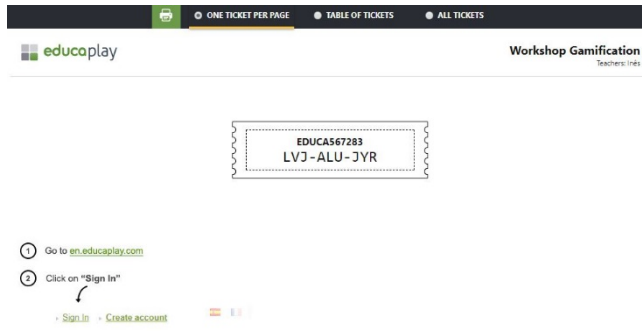 ONE TICKET PER PAGE TABLE OF TICKETS ALL TICKETS
educaplay
Workshop Gamification
Teachers: Inés
EDUCA567283
LVJ-ALU-JYR
1 Go to en.educaplay.com
2 Click on "Sign In"
Sign In Create account